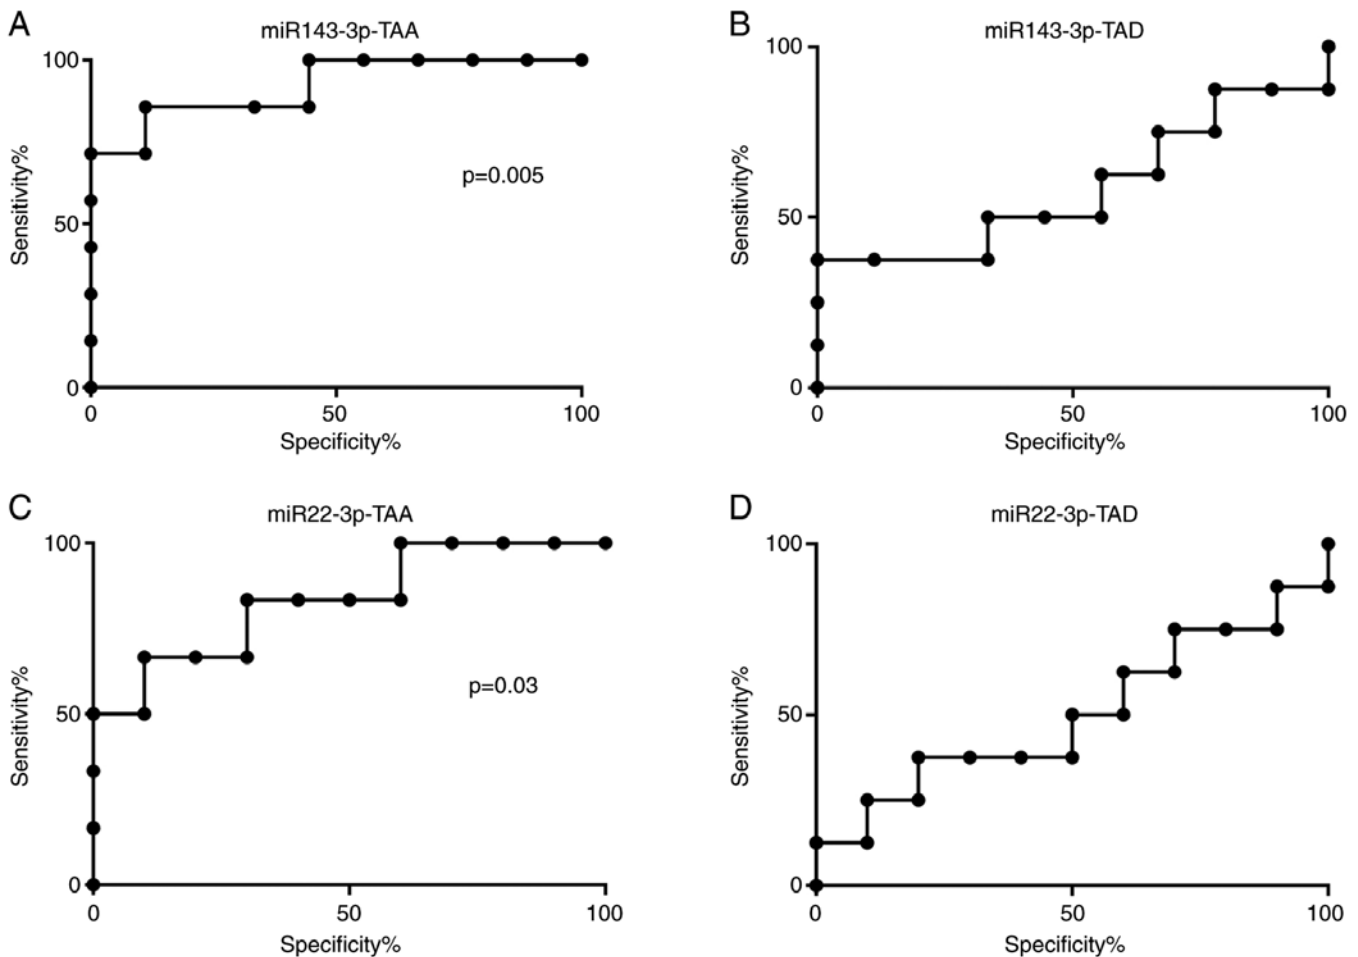 A
miR143-3p-TAA
100
50
0
Sensitivity%
p=0.005
0 50 100
Specificity%
B
miR143-3p-TAD
100
50
0
Sensitivity%
0 50 100
Specificity%
C
miR22-3p-TAA
100
50
0
Sensitivity%
p=0.03
0 50 100
Specificity%
D
miR22-3p-TAD
100
50
0
Sensitivity%
0 50 100
Specificity%